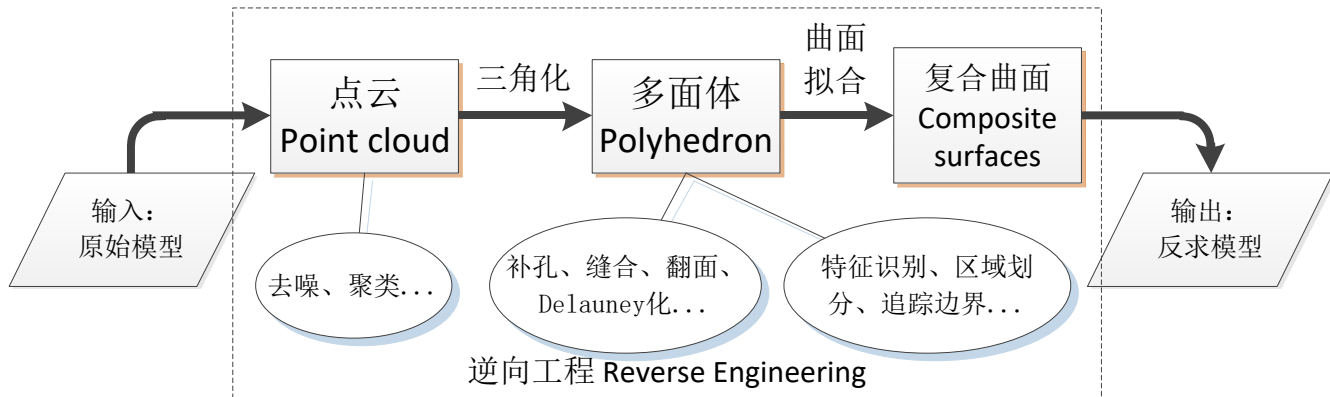 输入:
原始模型
点云
Point cloud
三角化
多面体
Polyhedron
曲面
拟合
复合曲面
Composite
surfaces
输出:
反求模型
去噪、聚类...
补孔、缝合、翻面、
Delauney化...
特征识别、区域划
分、追踪边界...
逆向工程 Reverse Engineering